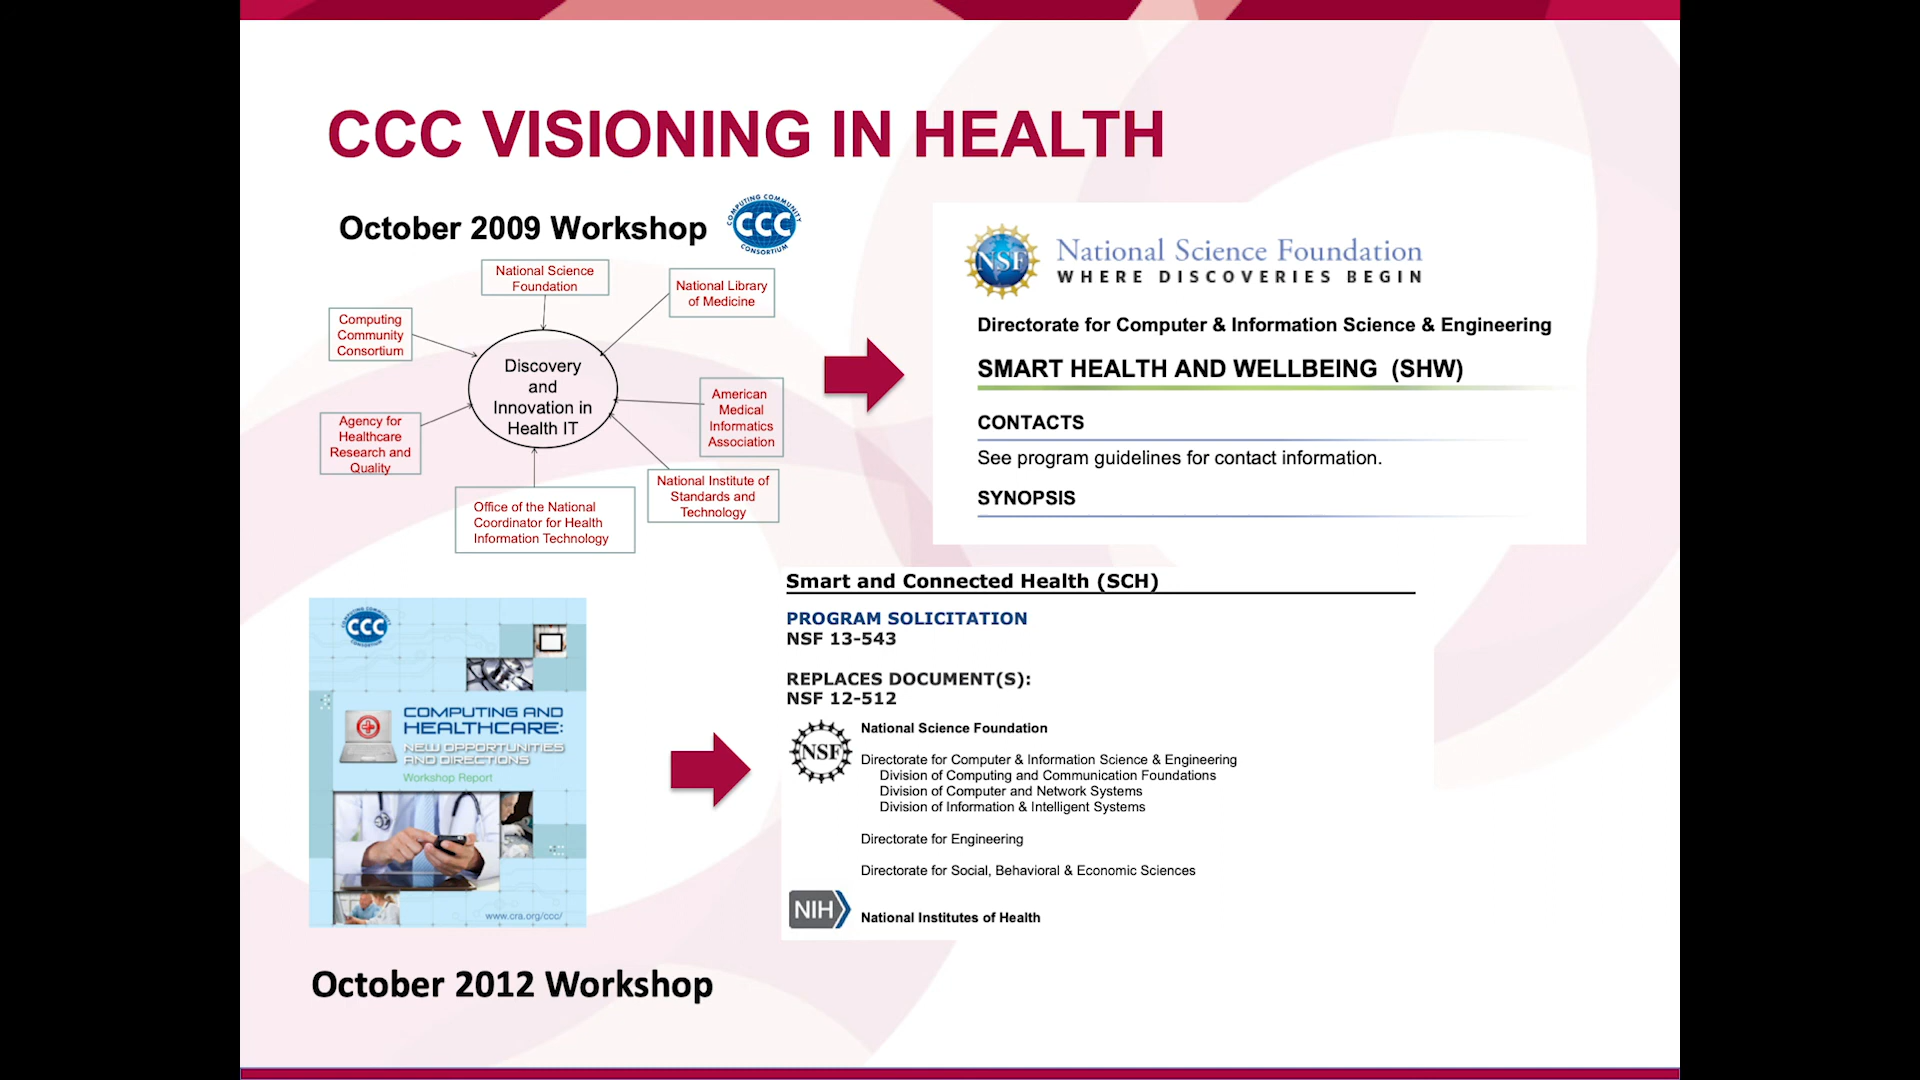 CCC VISIONING IN HEALTH
October 2009 Workshop
COMPUTING COMMUNITY
CCC
CONSORTIUM
National Science
Foundation
National Library
of Medicine
Computing
Community
Consortium
Discovery
and
Innovation in
Health IT
American
Medical
Informatics
Association
Agency for
Healthcare
Research and
Quality
National Institute of
Standards and
Technology
Office of the National
Coordinator for Health
Information Technology
NSF
National Science Foundation
WHERE DISCOVERIES BEGIN
Directorate for Computer & Information Science & Engineering
SMART HEALTH AND WELLBEING (SHW)
CONTACTS
See program guidelines for contact information.
SYNOPSIS
COMPUTING COMMUNITY
CCC
CONSORTIUM
COMPUTING AND
HEALTHCARE:
NEW OPPORTUNITIES
AND DIRECTIONS
Workshop Report
www.cra.org/ccc/
October 2012 Workshop
Smart and Connected Health (SCH)
PROGRAM SOLICITATION
NSF 13-543
REPLACES DOCUMENT(S):
NSF 12-512
NSF
National Science Foundation
Directorate for Computer & Information Science & Engineering
Division of Computing and Communication Foundations
Division of Computer and Network Systems
Division of Information & Intelligent Systems
Directorate for Engineering
Directorate for Social, Behavioral & Economic Sciences
NIH
National Institutes of Health